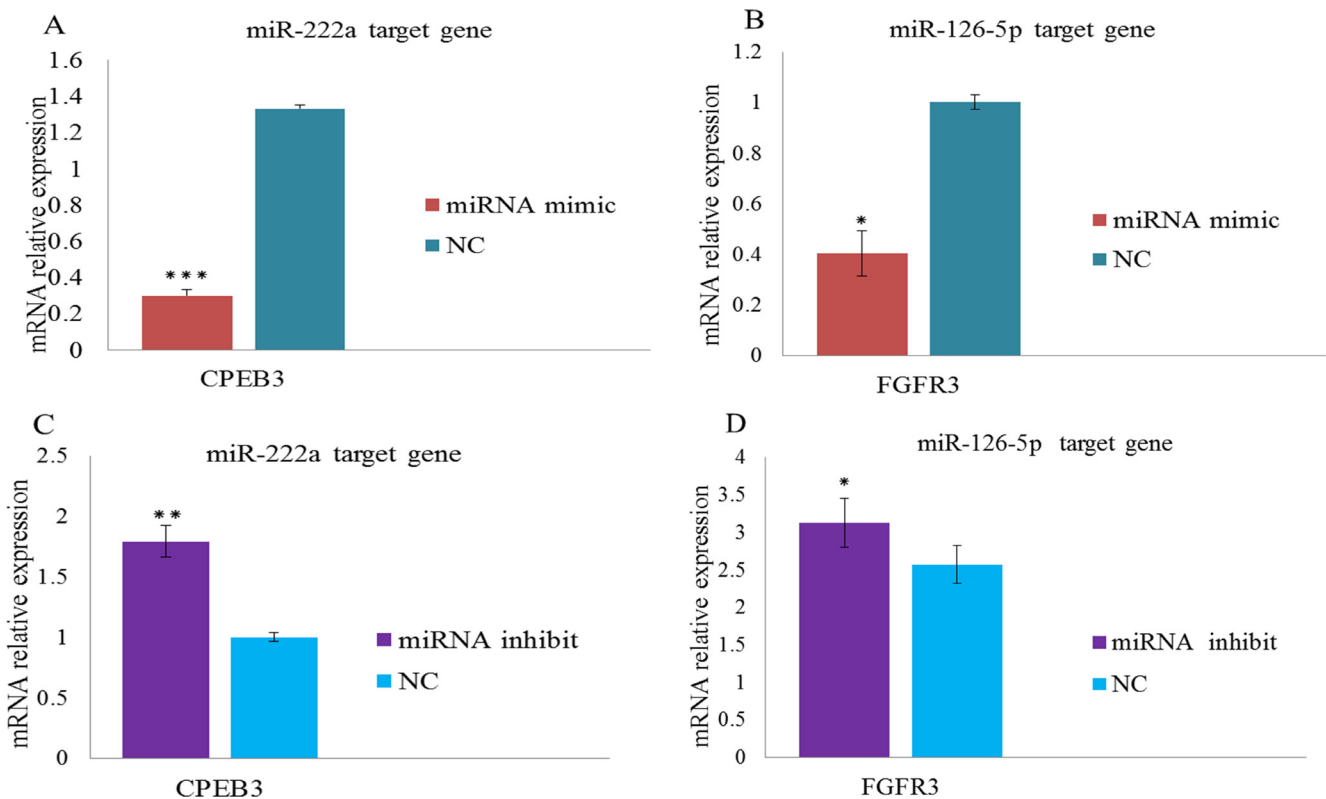 A
miR-222a target gene
mRNA relative expression
1.6
1.4
1.2
1
0.8
0.6
0.4
0.2
0
***
miRNA mimic
NC
CPEB3
B
miR-126-5p target gene
mRNA relative expression
1.2
1
0.8
0.6
0.4
0.2
0
*
miRNA mimic
NC
FGFR3
C
miR-222a target gene
mRNA relative expression
2.5
2
1.5
1
0.5
0
**
miRNA inhibit
NC
CPEB3
D
miR-126-5p target gene
mRNA relative expression
4
3.5
3
2.5
2
1.5
1
0.5
0
*
miRNA inhibit
NC
FGFR3